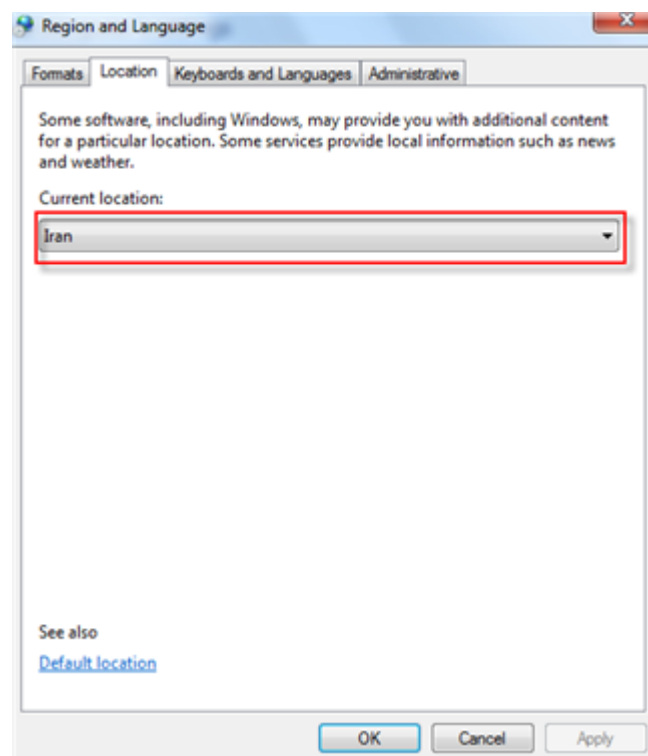 Region and Language
Formats Location Keyboards and Languages Administrative
Some software, including Windows, may provide you with additional content
for a particular location. Some services provide local information such as news
and weather.
Current location:
Iran
See also
Default location
OK Cancel Apply